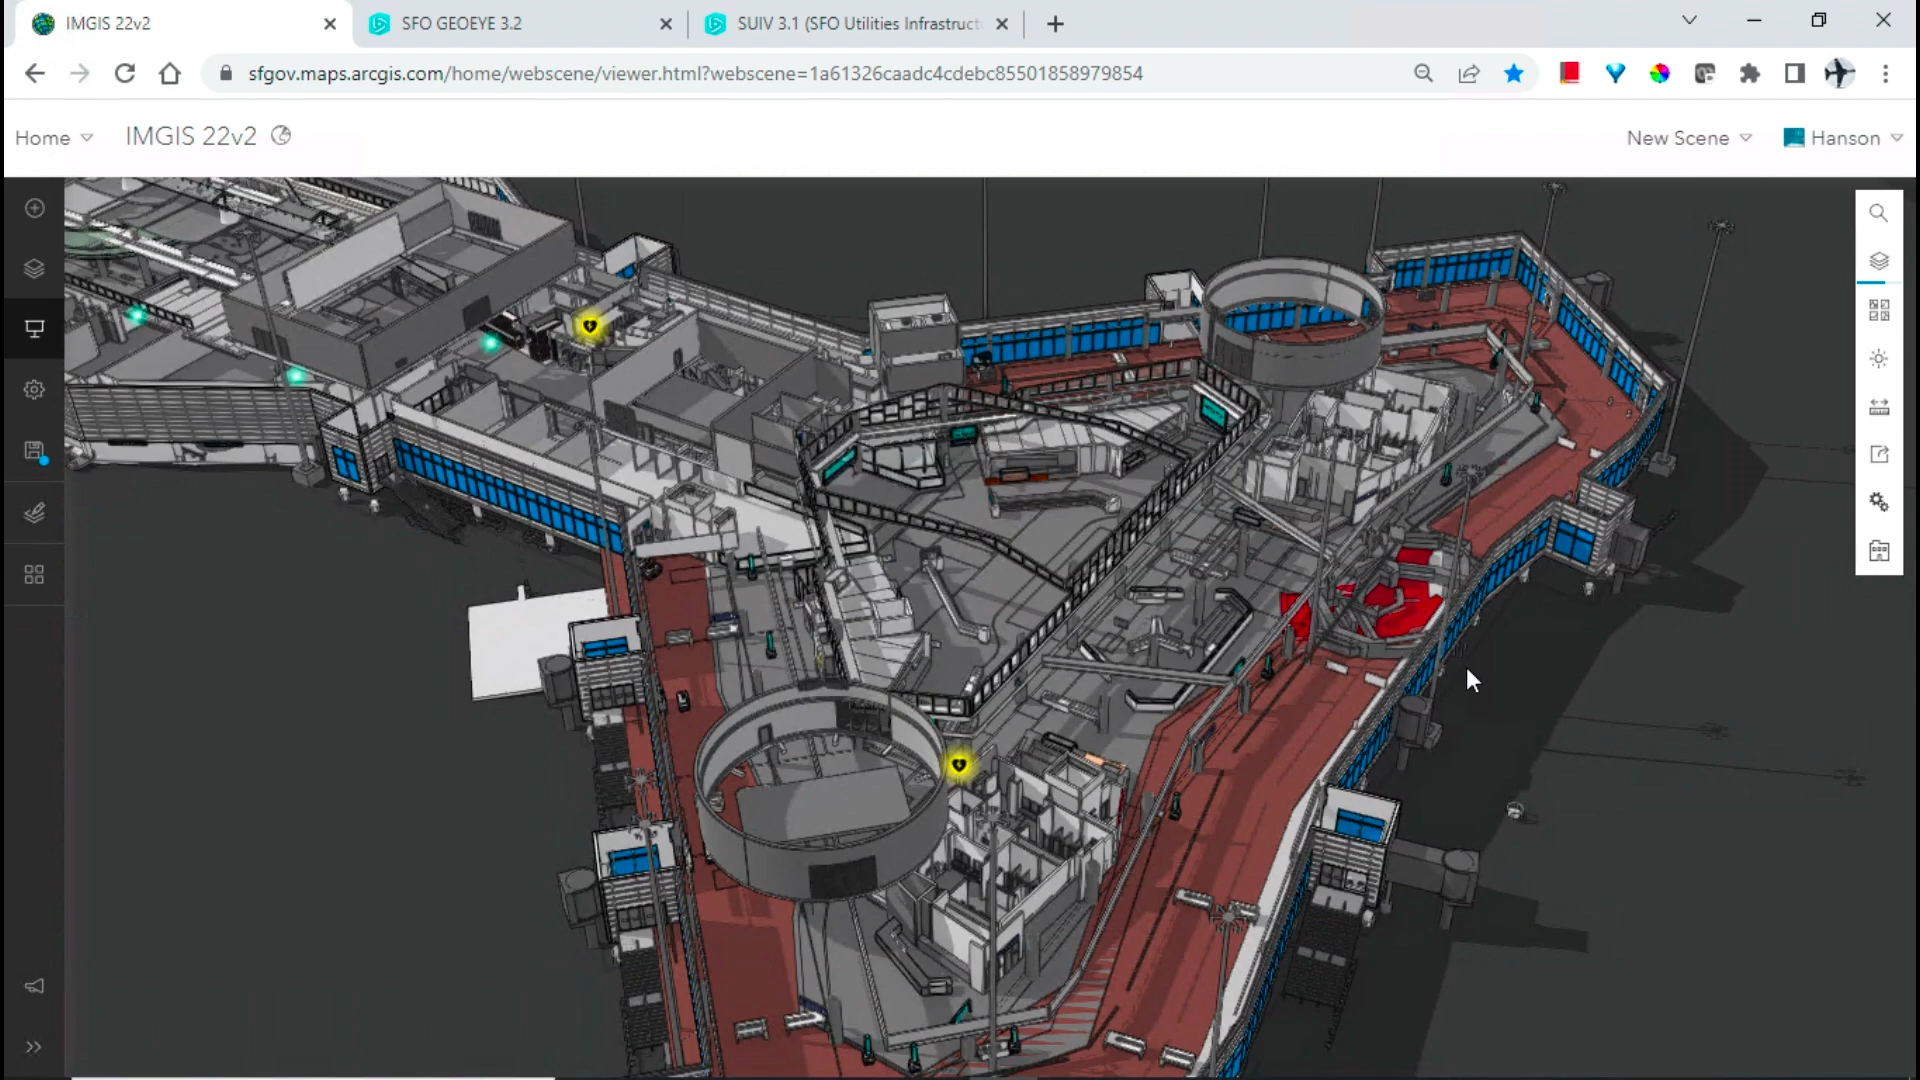 IMGIS 22v2
SFO GEOEYE 3.2
SUIV 3.1 (SFO Utilities Infrastruct
sfgov.maps.arcgis.com/home/webscene/viewer.html?webscene=1a61326caadc4cdebc85501858979854
Home
IMGIS 22v2
New Scene
Hanson